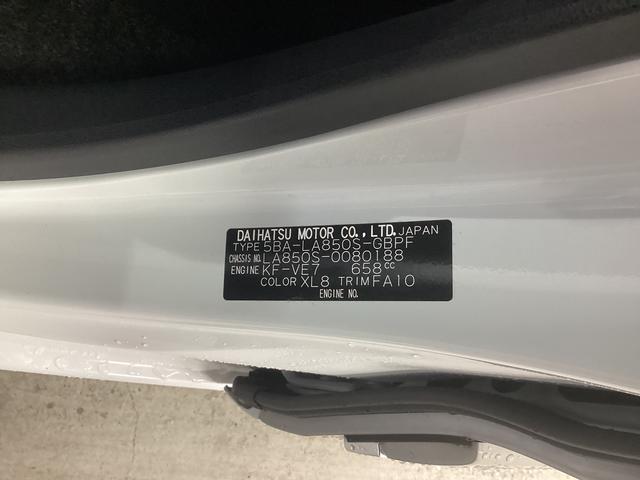 DAIHATSU MOTOR CO.,LTD. JAPAN
TYPE 5BA-LA850S-GBPF
CHASSIS NO. LA850S-0080188
ENGINE KF-VE7 658cc
COLOR XL8 TRIM FA10
ENGINE NO.